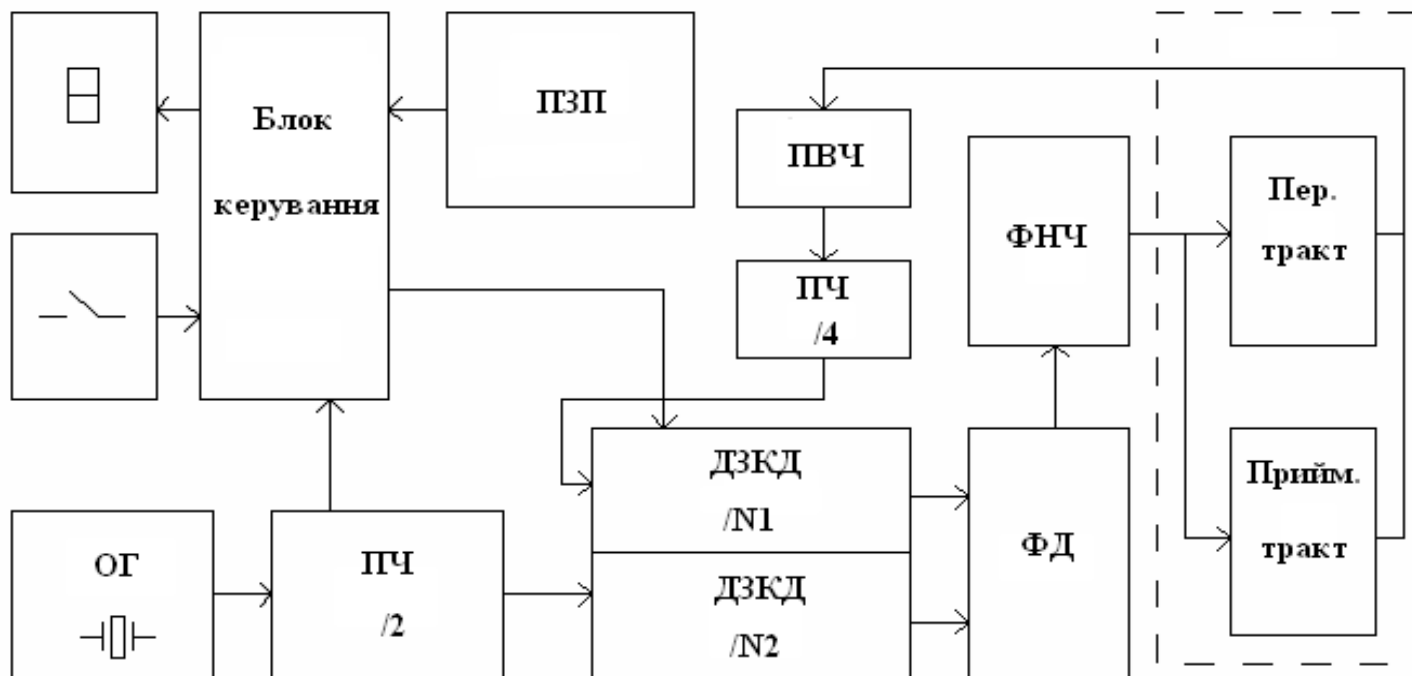 Блок
керування
ПЗП
ПВЧ
ПЧ
/4
ФНЧ
Пер.
тракт
ДЗКД
/N1
ДЗКД
/N2
ФД
Прийм.
тракт
ОГ
ПЧ
/2